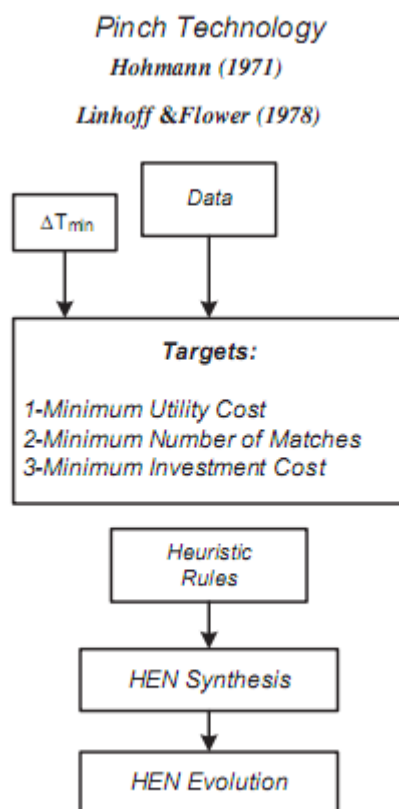 Pinch Technology
Hohmann (1971)
Linhoff &Flower (1978)
Data
ΔTmin
Targets:
1-Minimum Utility Cost
2-Minimum Number of Matches
3-Minimum Investment Cost
Heuristic
Rules
HEN Synthesis
HEN Evolution